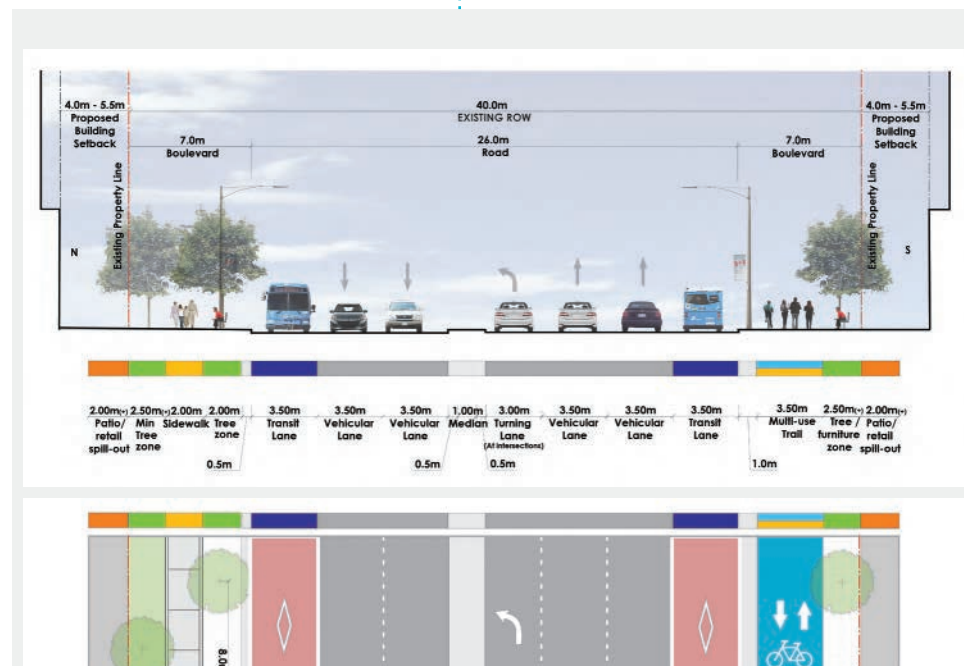 4.0m - 5.5m
Proposed
Building
Setback
40.0m
EXISTING ROW
4.0m - 5.5m
Proposed
Building
Setback
7.0m
Boulevard
26.0m
Road
7.0m
Boulevard
Existing Property Line
Existing Property Line
N
S
2.00m(+)
Patio/
retail
spill-out
2.50m(+)
Min
Tree
zone
2.00m
Sidewalk
2.00m
Tree
zone
3.50m
Transit
Lane
3.50m
Vehicular
Lane
3.50m
Vehicular
Lane
1.00m
Median
3.00m
Turning
Lane
(At intersections)
3.50m
Vehicular
Lane
3.50m
Vehicular
Lane
3.50m
Transit
Lane
3.50m
Multi-use
Trail
2.50m(+)
Tree /
furniture
zone
2.00m(+)
Patio/
retail
spill-out
0.5m
0.5m
0.5m
1.0m